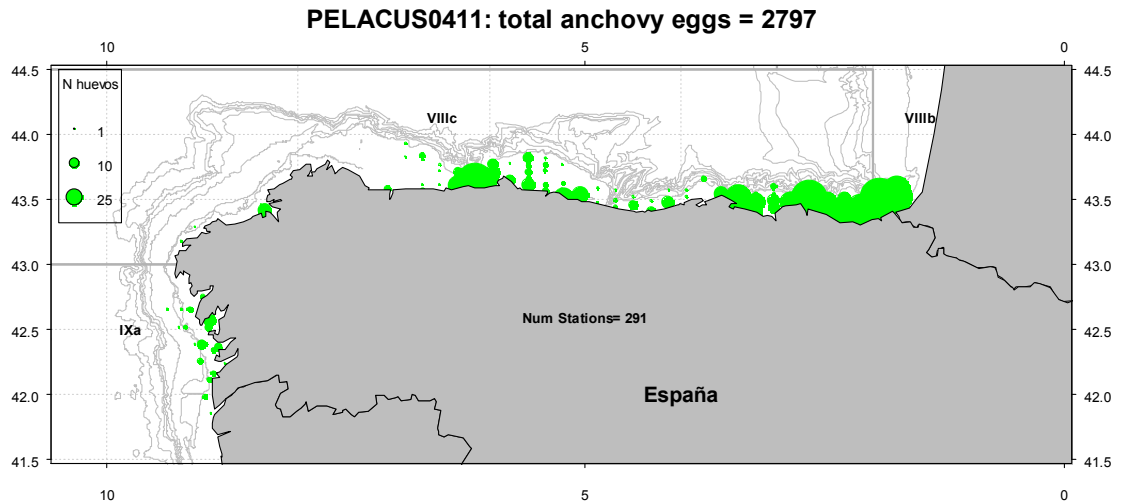 PELACUS0411: total anchovy eggs = 2797
10 5 0
44.5 44.5
N huevos
1
10
25
VIIIc VIIIb
44.0 44.0
43.5 43.5
43.0 43.0
IXa
Num Stations= 291
42.5 42.5
España
42.0 42.0
41.5 41.5
10 5 0